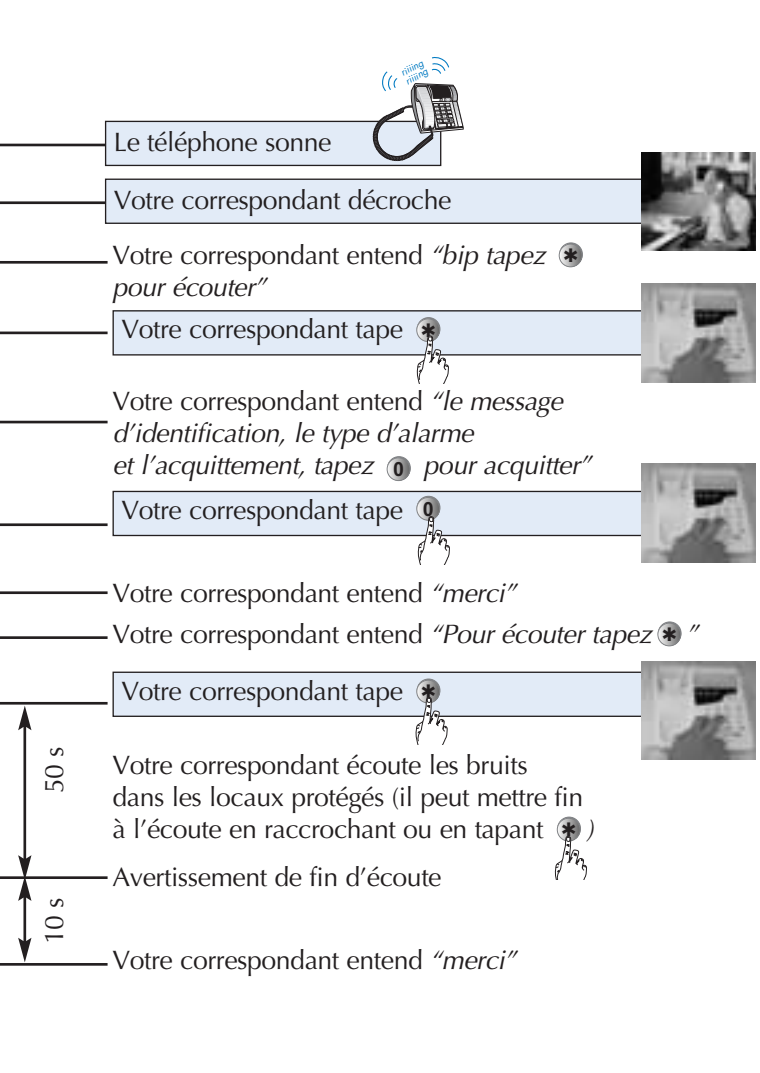 riiiing
riiiing
Le téléphone sonne
Votre correspondant décroche
Votre correspondant entend “bip tapez *
pour écouter”
Votre correspondant tape *
Votre correspondant entend “le message
d’identification, le type d’alarme
et l’acquittement, tapez 0 pour acquitter”
Votre correspondant tape 0
Votre correspondant entend “merci”
Votre correspondant entend “Pour écouter tapez * ”
Votre correspondant tape *
50 s
Votre correspondant écoute les bruits
dans les locaux protégés (il peut mettre fin
à l’écoute en raccrochant ou en tapant * )
Avertissement de fin d’écoute
10 s
Votre correspondant entend “merci”